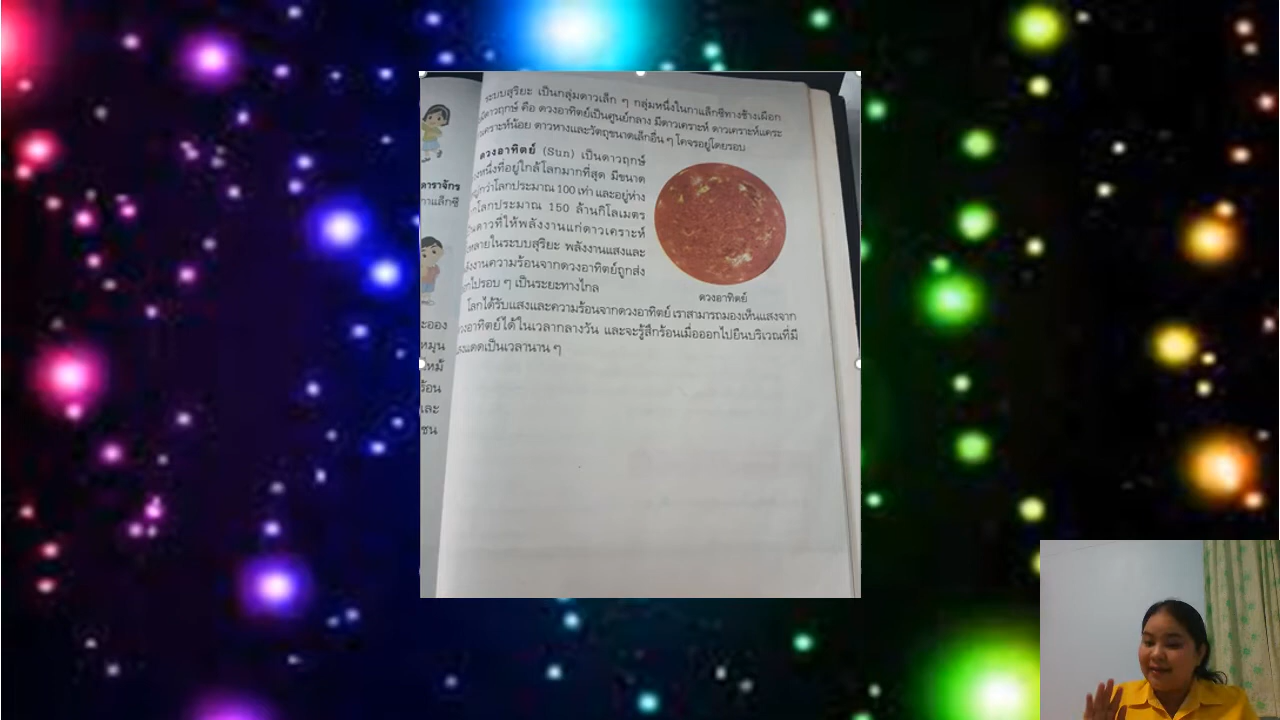 ระบบสุริยะ เป็นกลุ่มดาวเล็ก ๆ กลุ่มหนึ่งในกาแล็กซีทางช้างเผือก
มีดาวฤกษ์ คือ ดวงอาทิตย์เป็นศูนย์กลาง มีดาวเคราะห์ ดาวเคราะห์แคระ
ดาวหางและวัตถุขนาดเล็กอื่น ๆ โคจรอยู่โดยรอบ
ดวงอาทิตย์ (Sun) เป็นดาวฤกษ์
หนึ่งที่อยู่ใกล้โลกมากที่สุด มีขนาด
กว่าโลกประมาณ 100 เท่า และอยู่ห่าง
โลกประมาณ 150 ล้านกิโลเมตร
ดาวที่ให้พลังงานแก่ดาวเคราะห์
หลายในระบบสุริยะ พลังงานแสงและ
งานความร้อนจากดวงอาทิตย์ถูกส่ง
ไปรอบ ๆ เป็นระยะทางไกล
ดวงอาทิตย์
โลกได้รับแสงและความร้อนจากดวงอาทิตย์ เราสามารถมองเห็นแสงจาก
อาทิตย์ได้ในเวลากลางวัน และจะรู้สึกร้อนเมื่อออกไปยืนบริเวณที่มี
แดดเป็นเวลานาน ๆ
ดาราจักร
กาแล็กซี
ะออง
หมุน
ร้อน
และ
ชน